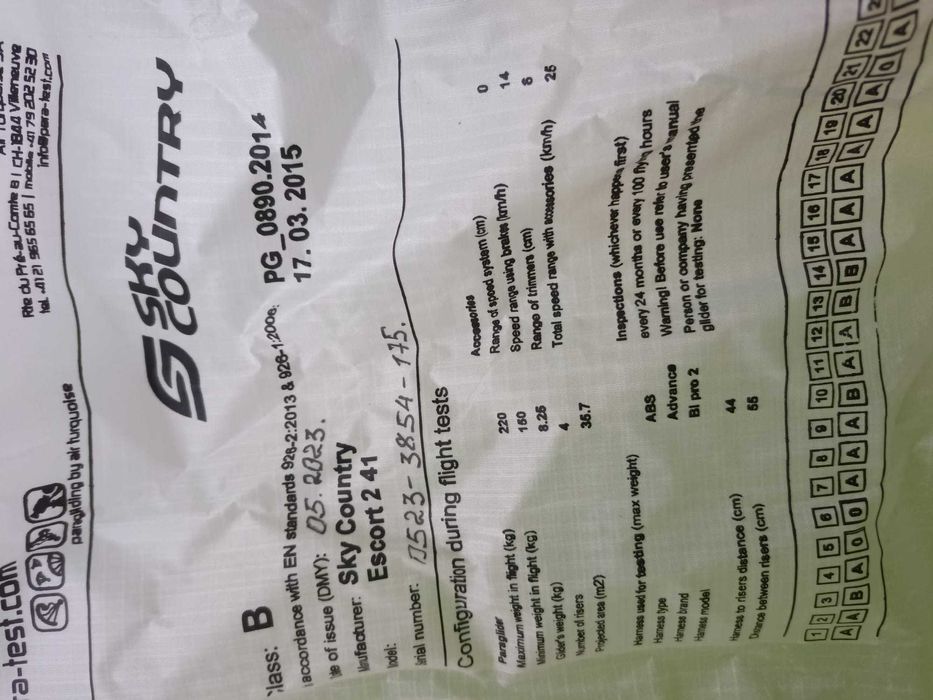 ra-test.com
paragliding by air turquoise
Rte du Pré-au-Comte 8 | CH-1844 Villeneuve
tel. +41 21 965 65 65 | mobile +41 79 202 52 30
info@para-test.com
SKY
COUNTRY
lass: B
PG_0890.2014
accordance with EN standards 926-2:2013 & 926-1:2006:
17. 03. 2015
te of issue (DMY): 05. 2023.
anufacturer: Sky Country
odel: Escort 2 41
erial number: 0523-3854-175.
Configuration during flight tests
Paraglider
Maximum weight in flight (kg) 220
Minimum weight in flight (kg) 150
Glider's weight (kg) 8.25
Number of risers 4
Projected area (m2) 35.7
Accessories
Range of speed system (cm) 0
Speed range using brakes (km/h) 14
Range of trimmers (cm) 6
Total speed range with accessories (km/h) 25
Harness used for testing (max weight)
Harness type ABS
Harness brand Advance
Harness model Bi pro 2
Harness to risers distance (cm) 44
Distance between risers (cm) 55
Inspections (whichever happen first)
every 24 months or every 100 flying hours
Warning! Before use refer to user's manual
Person or company having presented the
glider for testing: None
1 2 3 4 5 6 7 8 9 10 11 12 13 14 15 16 17 18 19 20 21 22
A A B A 0 0 A A A B A A B B A A A A A A A 0 A